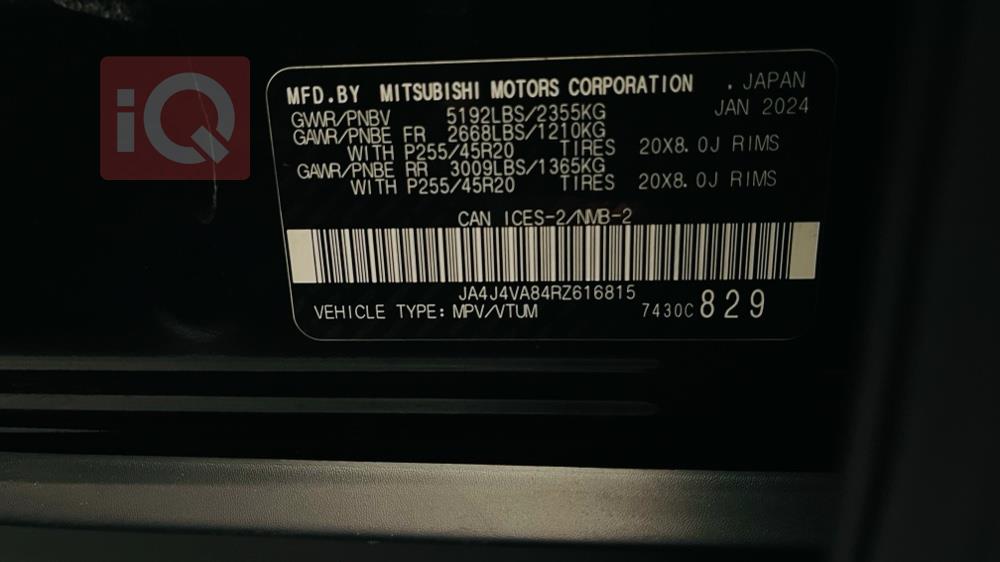 iQ
MFD.BY MITSUBISHI MOTORS CORPORATION . JAPAN
GVWR/PNBV 5192LBS/2355KG JAN 2024
GAWR/PNBE FR 2668LBS/1210KG
WITH P255/45R20 TIRES 20X8.0J RIMS
GAWR/PNBE RR 3009LBS/1365KG
WITH P255/45R20 TIRES 20X8.0J RIMS
CAN ICES-2/NMB-2
JA4J4VA84RZ616815
VEHICLE TYPE: MPV/VTUM 7430C 829